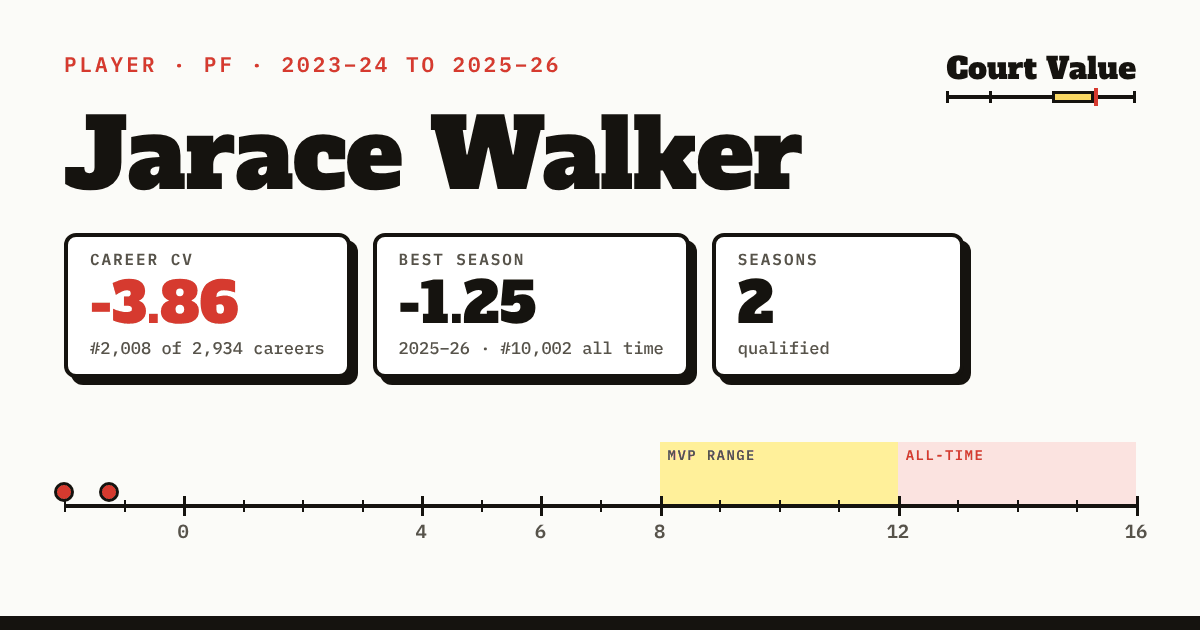 PLAYER · PF · 2023–24 TO 2025–26
Court Value
Jarace Walker
CAREER CV
-3.86
#2,008 of 2,934 careers
BEST SEASON
-1.25
2025–26 · #10,002 all time
SEASONS
2
qualified
MVP RANGE
ALL-TIME
0 4 6 8 12 16